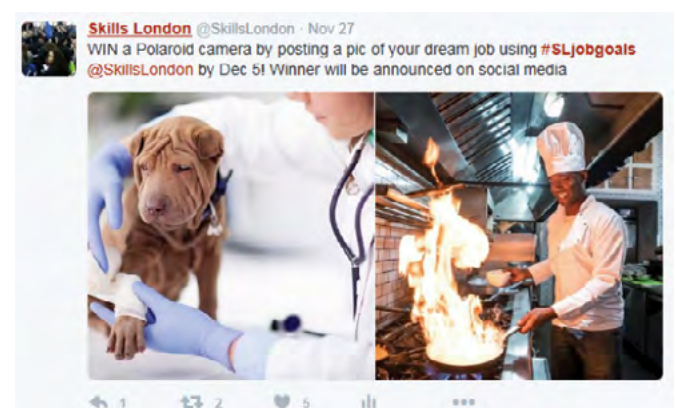 Skills London @SkillsLondon · Nov 27
WIN a Polaroid camera by posting a pic of your dream job using #SLjobgoals
@SkillsLondon by Dec 5! Winner will be announced on social media
1 2 5